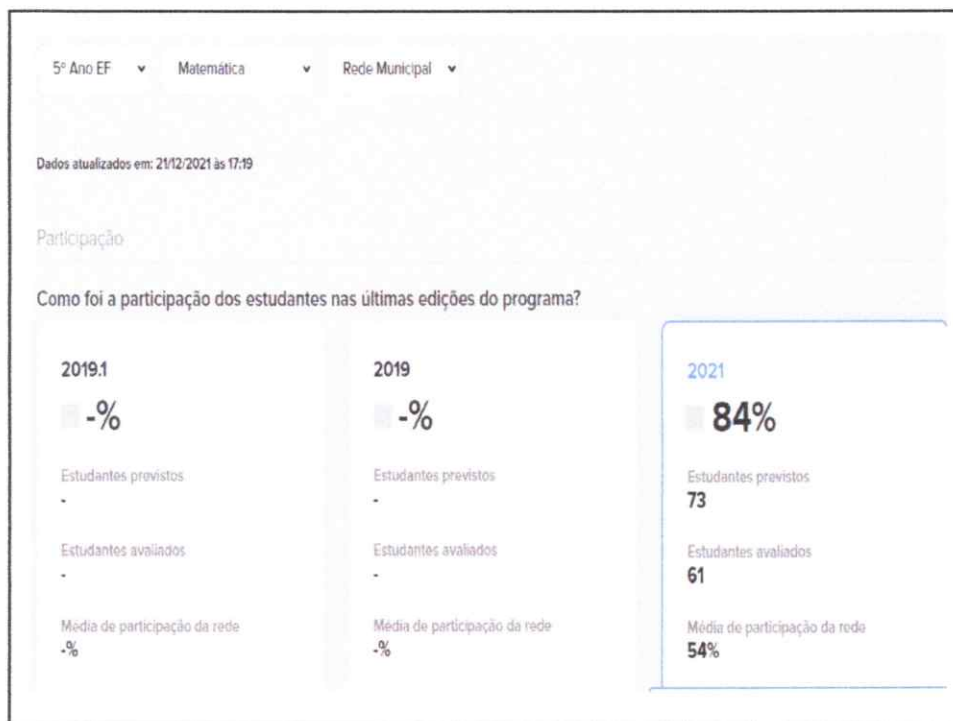 5º Ano EF
Matemática
Rede Municipal
Dados atualizados em: 21/12/2021 às 17:19
Participação
Como foi a participação dos estudantes nas últimas edições do programa?
2019.1
-%
Estudantes previstos
-
Estudantes avaliados
-
Média de participação da rede
-%
2019
-%
Estudantes previstos
-
Estudantes avaliados
-
Média de participação da rede
-%
2021
84%
Estudantes previstos
73
Estudantes avaliados
61
Média de participação da rede
54%